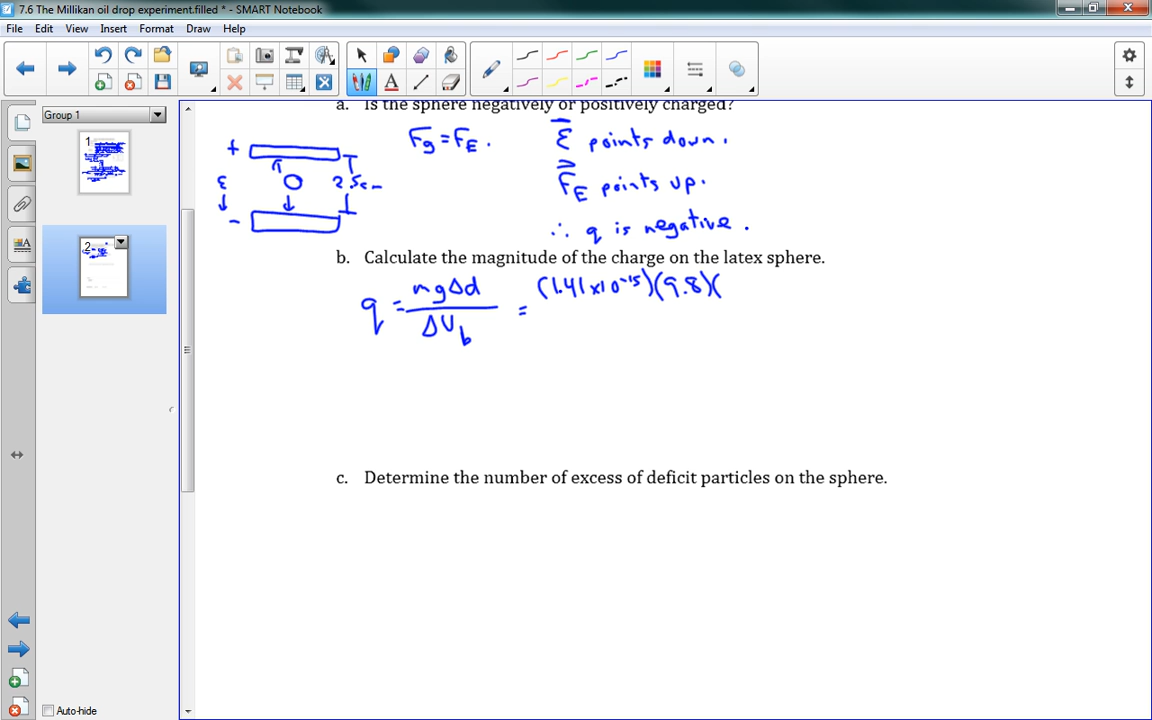 7.6 The Millikan oil drop experiment.filled * - SMART Notebook
File Edit View Insert Format Draw Help
Group 1
1
2
a. Is the sphere negatively or positively charged?
+
Fg = FE .
ε points down.
ε
2.5cm
FE points up.
-
∴ q is negative.
b. Calculate the magnitude of the charge on the latex sphere.
q = mgΔd / ΔVb = (1.41x10^-15)(9.8)(
c. Determine the number of excess of deficit particles on the sphere.
Auto-hide